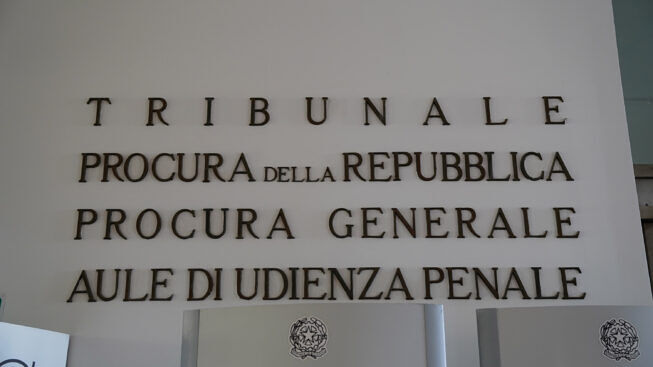 TRIBUNALE
PROCURA DELLA REPUBBLICA
PROCURA GENERALE
AULE DI UDIENZA PENALE